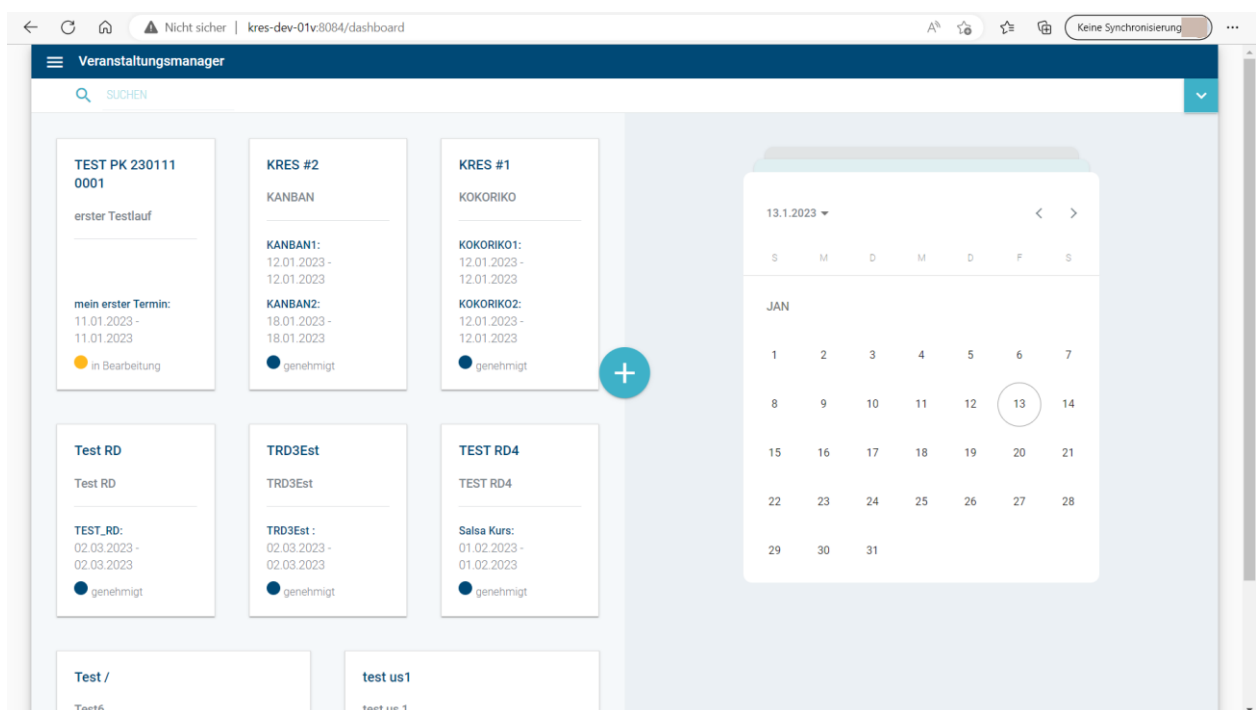 Nicht sicher | kres-dev-01v:8084/dashboard
Keine Synchronisierung
Veranstaltungsmanager
SUCHEN
TEST PK 230111
0001
erster Testlauf
mein erster Termin:
11.01.2023 -
11.01.2023
in Bearbeitung
KRES #2
KANBAN
KANBAN1:
12.01.2023 -
12.01.2023
KANBAN2:
18.01.2023 -
18.01.2023
genehmigt
KRES #1
KOKORIKO
KOKORIKO1:
12.01.2023 -
12.01.2023
KOKORIKO2:
12.01.2023 -
12.01.2023
genehmigt
Test RD
Test RD
TEST_RD:
02.03.2023 -
02.03.2023
genehmigt
TRD3Est
TRD3Est
TRD3Est :
02.03.2023 -
02.03.2023
genehmigt
TEST RD4
TEST RD4
Salsa Kurs:
01.02.2023 -
01.02.2023
genehmigt
Test /
Test6
test us1
test us 1
13.1.2023
S M D M D F S
JAN
1 2 3 4 5 6 7
8 9 10 11 12 13 14
15 16 17 18 19 20 21
22 23 24 25 26 27 28
29 30 31